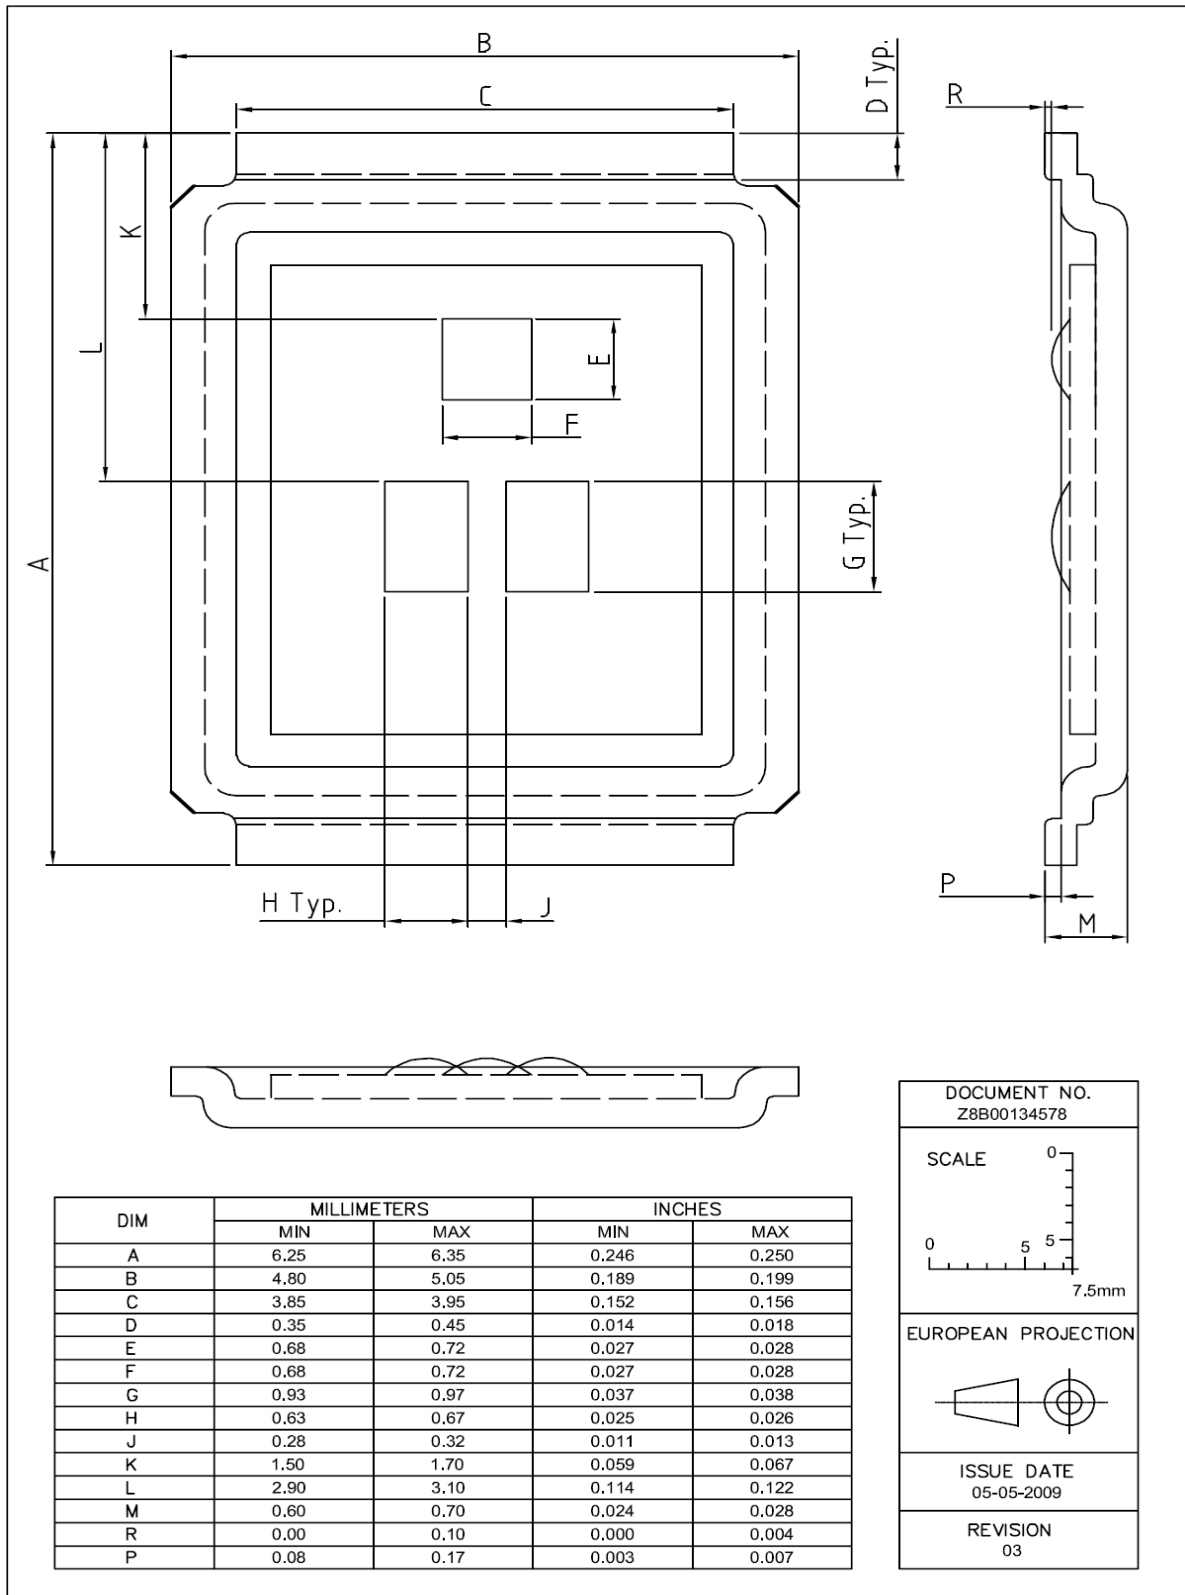 B
C
D Typ.
R
K
L
E
F
A
G Typ.
H Typ.
J
P
M
DOCUMENT NO.
Z8B00134578
SCALE
0
0
5
5
7.5mm
EUROPEAN PROJECTION
ISSUE DATE
05-05-2009
REVISION
03
DIM MILLIMETERS INCHES
MIN MAX MIN MAX
A 6.25 6.35 0.246 0.250
B 4.80 5.05 0.189 0.199
C 3.85 3.95 0.152 0.156
D 0.35 0.45 0.014 0.018
E 0.68 0.72 0.027 0.028
F 0.68 0.72 0.027 0.028
G 0.93 0.97 0.037 0.038
H 0.63 0.67 0.025 0.026
J 0.28 0.32 0.011 0.013
K 1.50 1.70 0.059 0.067
L 2.90 3.10 0.114 0.122
M 0.60 0.70 0.024 0.028
R 0.00 0.10 0.000 0.004
P 0.08 0.17 0.003 0.007